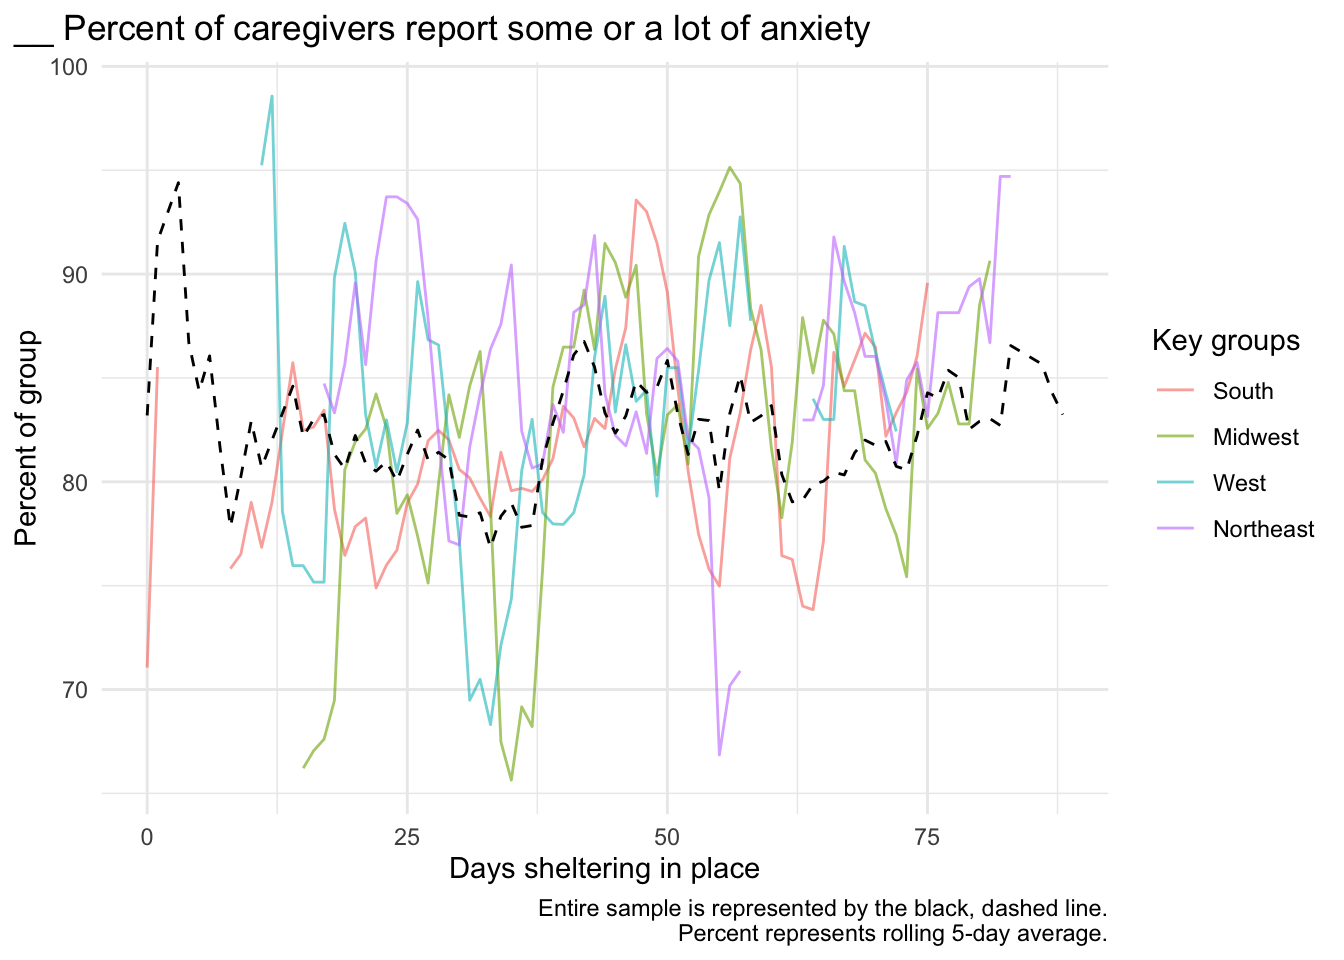 __ Percent of caregivers report some or a lot of anxiety
100
90
80
70
Percent of group
0
25
50
75
Days sheltering in place
Key groups
South
Midwest
West
Northeast
Entire sample is represented by the black, dashed line.
Percent represents rolling 5-day average.